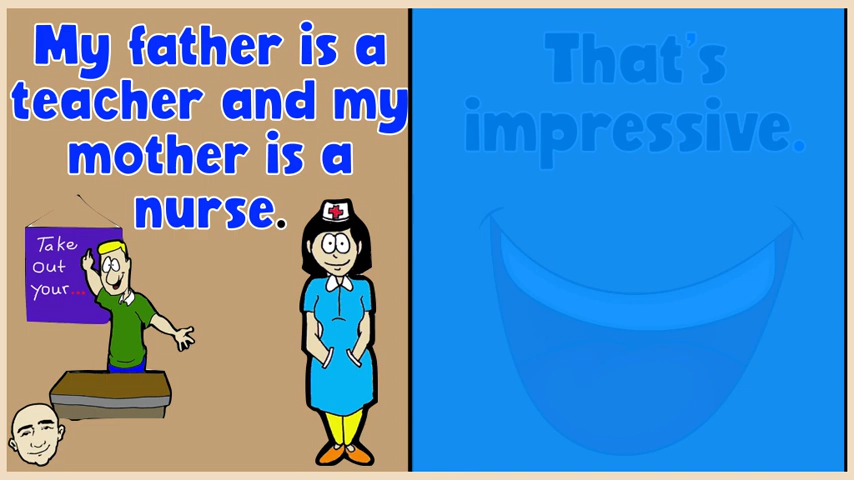 My father is a
teacher and my
mother is a
nurse.
Take
out
your...
That's
impressive.